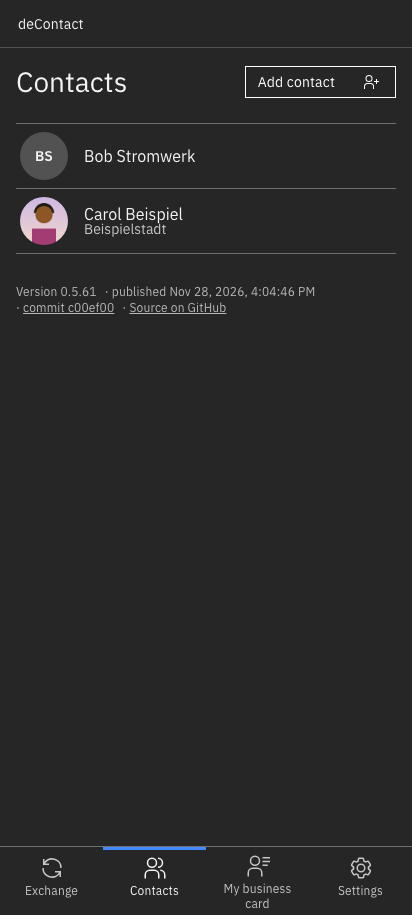 deContact
Contacts
Add contact
BS
Bob Stromwerk
Carol Beispiel
Beispielstadt
Version 0.5.61 · published Nov 28, 2026, 4:04:46 PM
· commit c00ef00 · Source on GitHub
Exchange
Contacts
My business
card
Settings